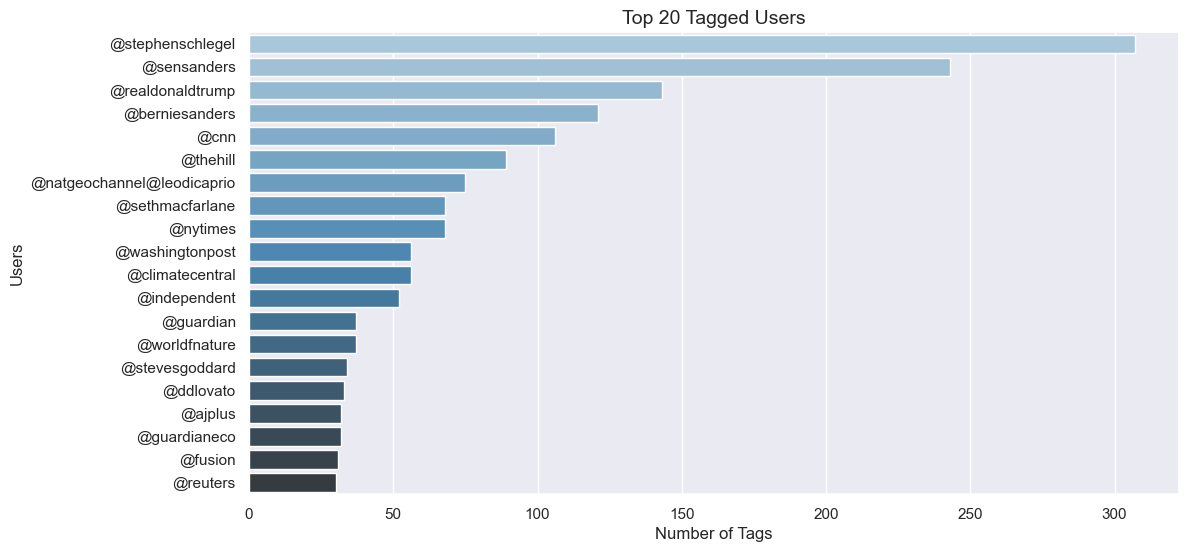 Top 20 Tagged Users
Users
@stephenschlegel
@sensanders
@realdonaldtrump
@berniesanders
@cnn
@thehill
@natgeochannel@leodicaprio
@sethmacfarlane
@nytimes
@washingtonpost
@climatecentral
@independent
@guardian
@worldfnature
@stevesgoddard
@ddlovato
@ajplus
@guardianeco
@fusion
@reuters
0 50 100 150 200 250 300
Number of Tags